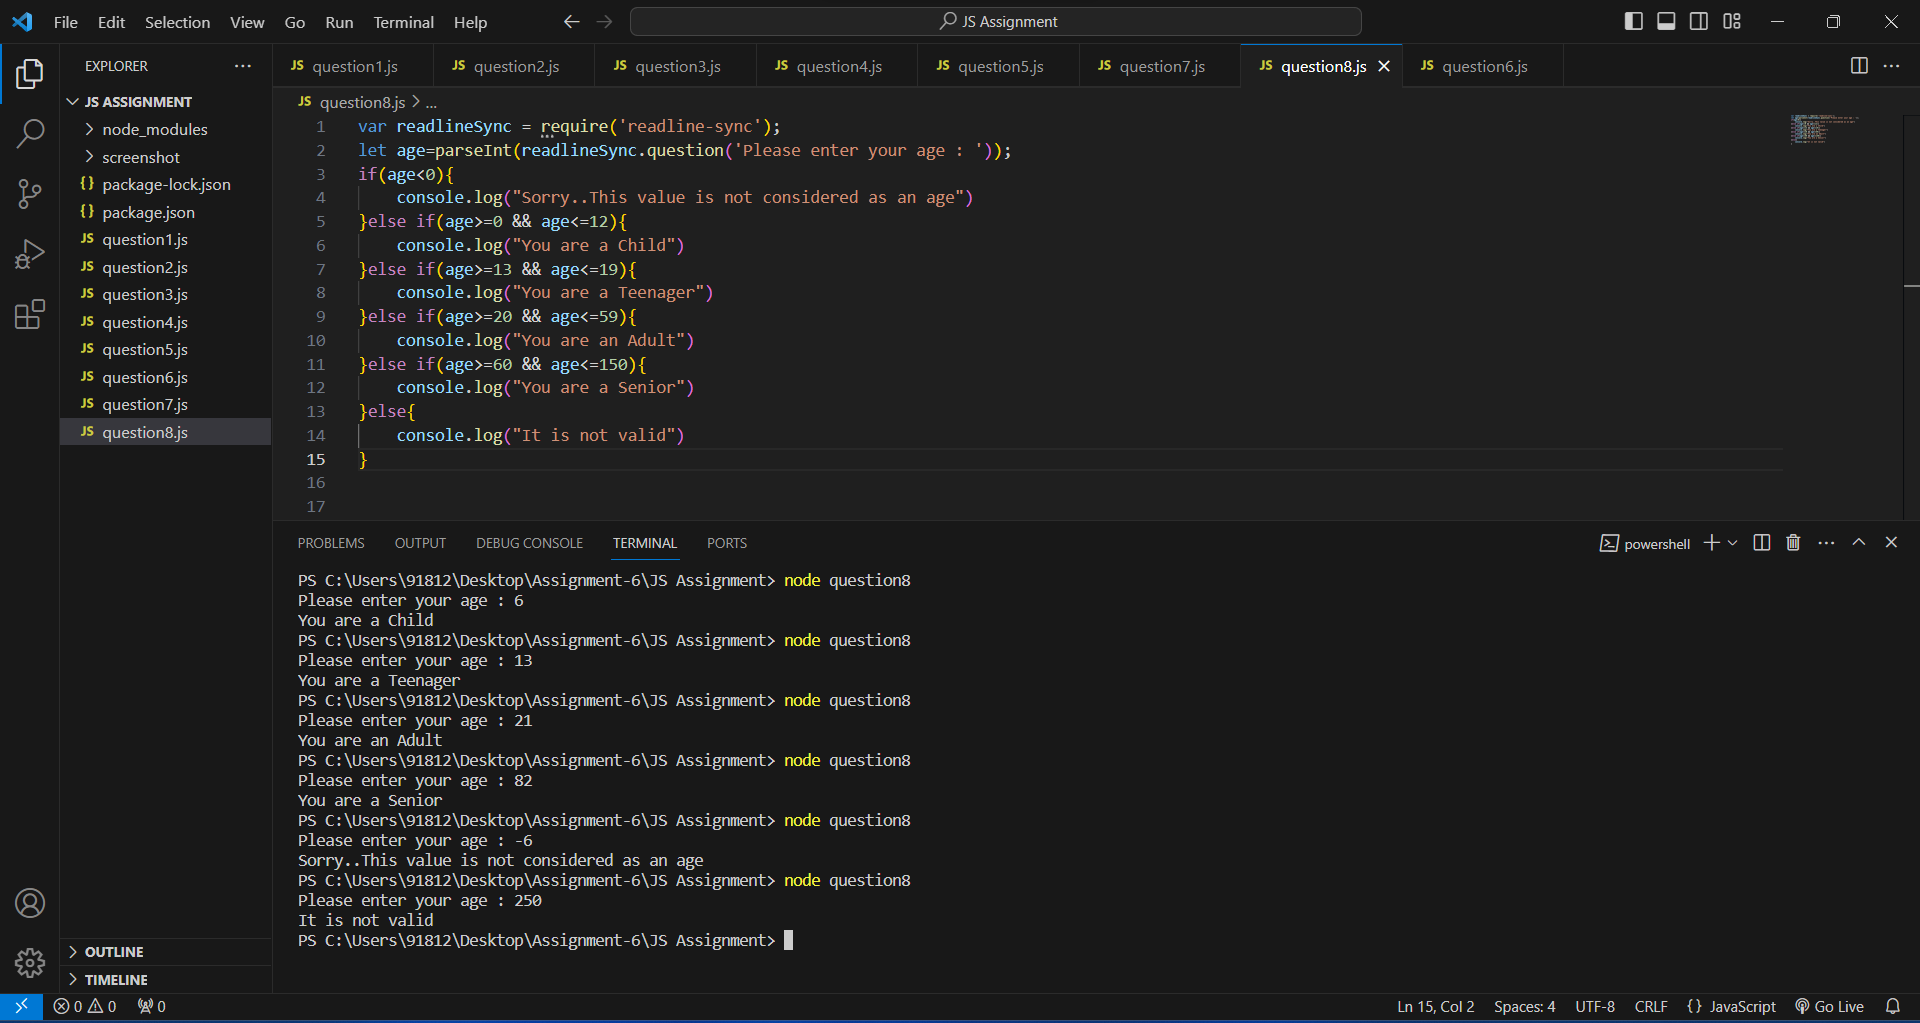 File Edit Selection View Go Run Terminal Help
JS Assignment
EXPLORER
JS ASSIGNMENT
node_modules
screenshot
{} package-lock.json
{} package.json
JS question1.js
JS question2.js
JS question3.js
JS question4.js
JS question5.js
JS question6.js
JS question7.js
JS question8.js
OUTLINE
TIMELINE
JS question1.js JS question2.js JS question3.js JS question4.js JS question5.js JS question7.js JS question8.js JS question6.js
JS question8.js > ...
1 var readlineSync = require('readline-sync');
2 let age=parseInt(readlineSync.question('Please enter your age : '));
3 if(age<0){
4 console.log("Sorry..This value is not considered as an age")
5 }else if(age>=0 && age<=12){
6 console.log("You are a Child")
7 }else if(age>=13 && age<=19){
8 console.log("You are a Teenager")
9 }else if(age>=20 && age<=59){
10 console.log("You are an Adult")
11 }else if(age>=60 && age<=150){
12 console.log("You are a Senior")
13 }else{
14 console.log("It is not valid")
15 }
16
17
PROBLEMS OUTPUT DEBUG CONSOLE TERMINAL PORTS
powershell
PS C:\Users\91812\Desktop\Assignment-6\JS Assignment> node question8
Please enter your age : 6
You are a Child
PS C:\Users\91812\Desktop\Assignment-6\JS Assignment> node question8
Please enter your age : 13
You are a Teenager
PS C:\Users\91812\Desktop\Assignment-6\JS Assignment> node question8
Please enter your age : 21
You are an Adult
PS C:\Users\91812\Desktop\Assignment-6\JS Assignment> node question8
Please enter your age : 82
You are a Senior
PS C:\Users\91812\Desktop\Assignment-6\JS Assignment> node question8
Please enter your age : -6
Sorry..This value is not considered as an age
PS C:\Users\91812\Desktop\Assignment-6\JS Assignment> node question8
Please enter your age : 250
It is not valid
PS C:\Users\91812\Desktop\Assignment-6\JS Assignment>
0 0 0
Ln 15, Col 2 Spaces: 4 UTF-8 CRLF {} JavaScript Go Live